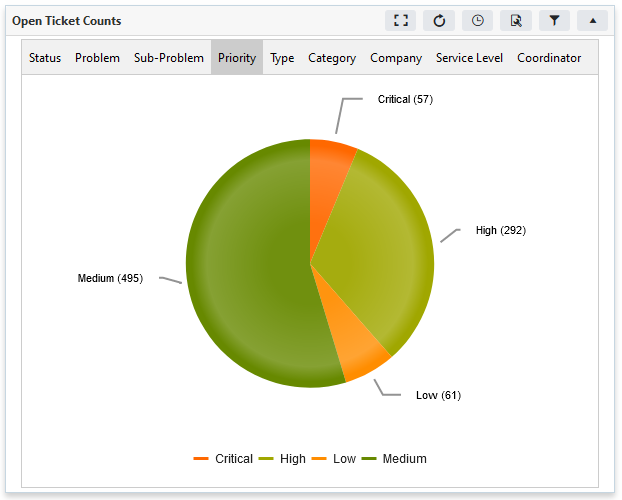 Open Ticket Counts
Status Problem Sub-Problem Priority Type Category Company Service Level Coordinator
Critical (57)
High (292)
Medium (495)
Low (61)
Critical High Low Medium